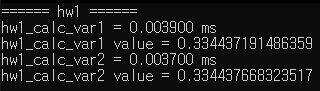 ====== hw1 ======
hw1_calc_var1 = 0.003900 ms
hw1_calc_var1 value = 0.334437191486359
hw1_calc_var2 = 0.003700 ms
hw1_calc_var2 value = 0.334437668323517